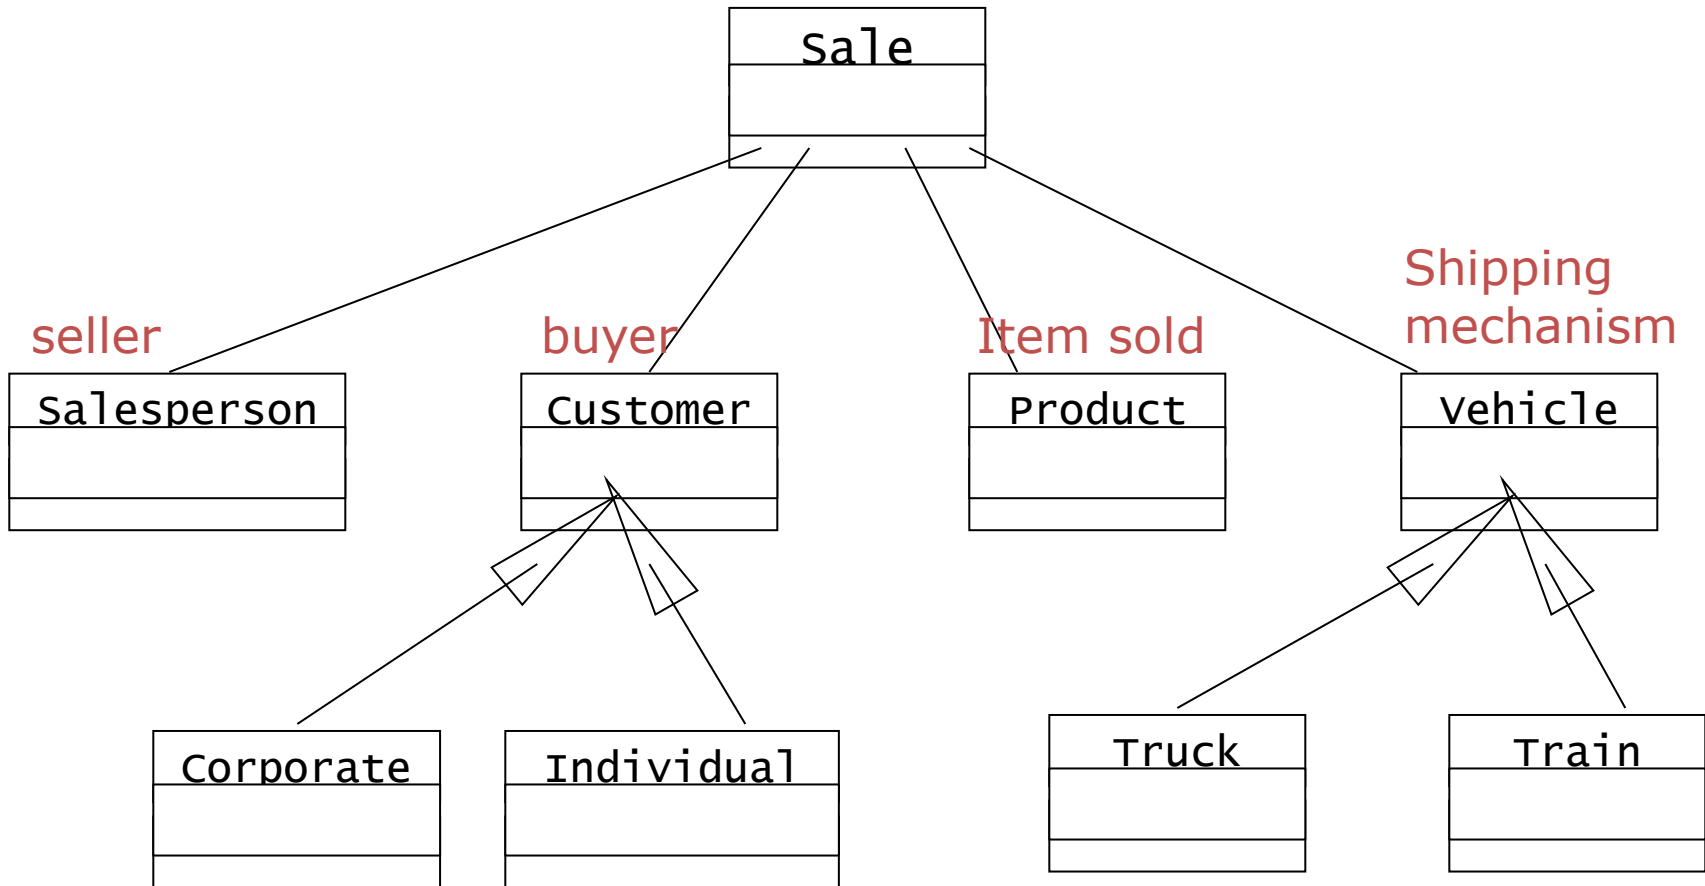 Sale
Shipping
mechanism
seller
buyer
Item sold
Salesperson
Customer
Product
Vehicle
Corporate
Individual
Truck
Train